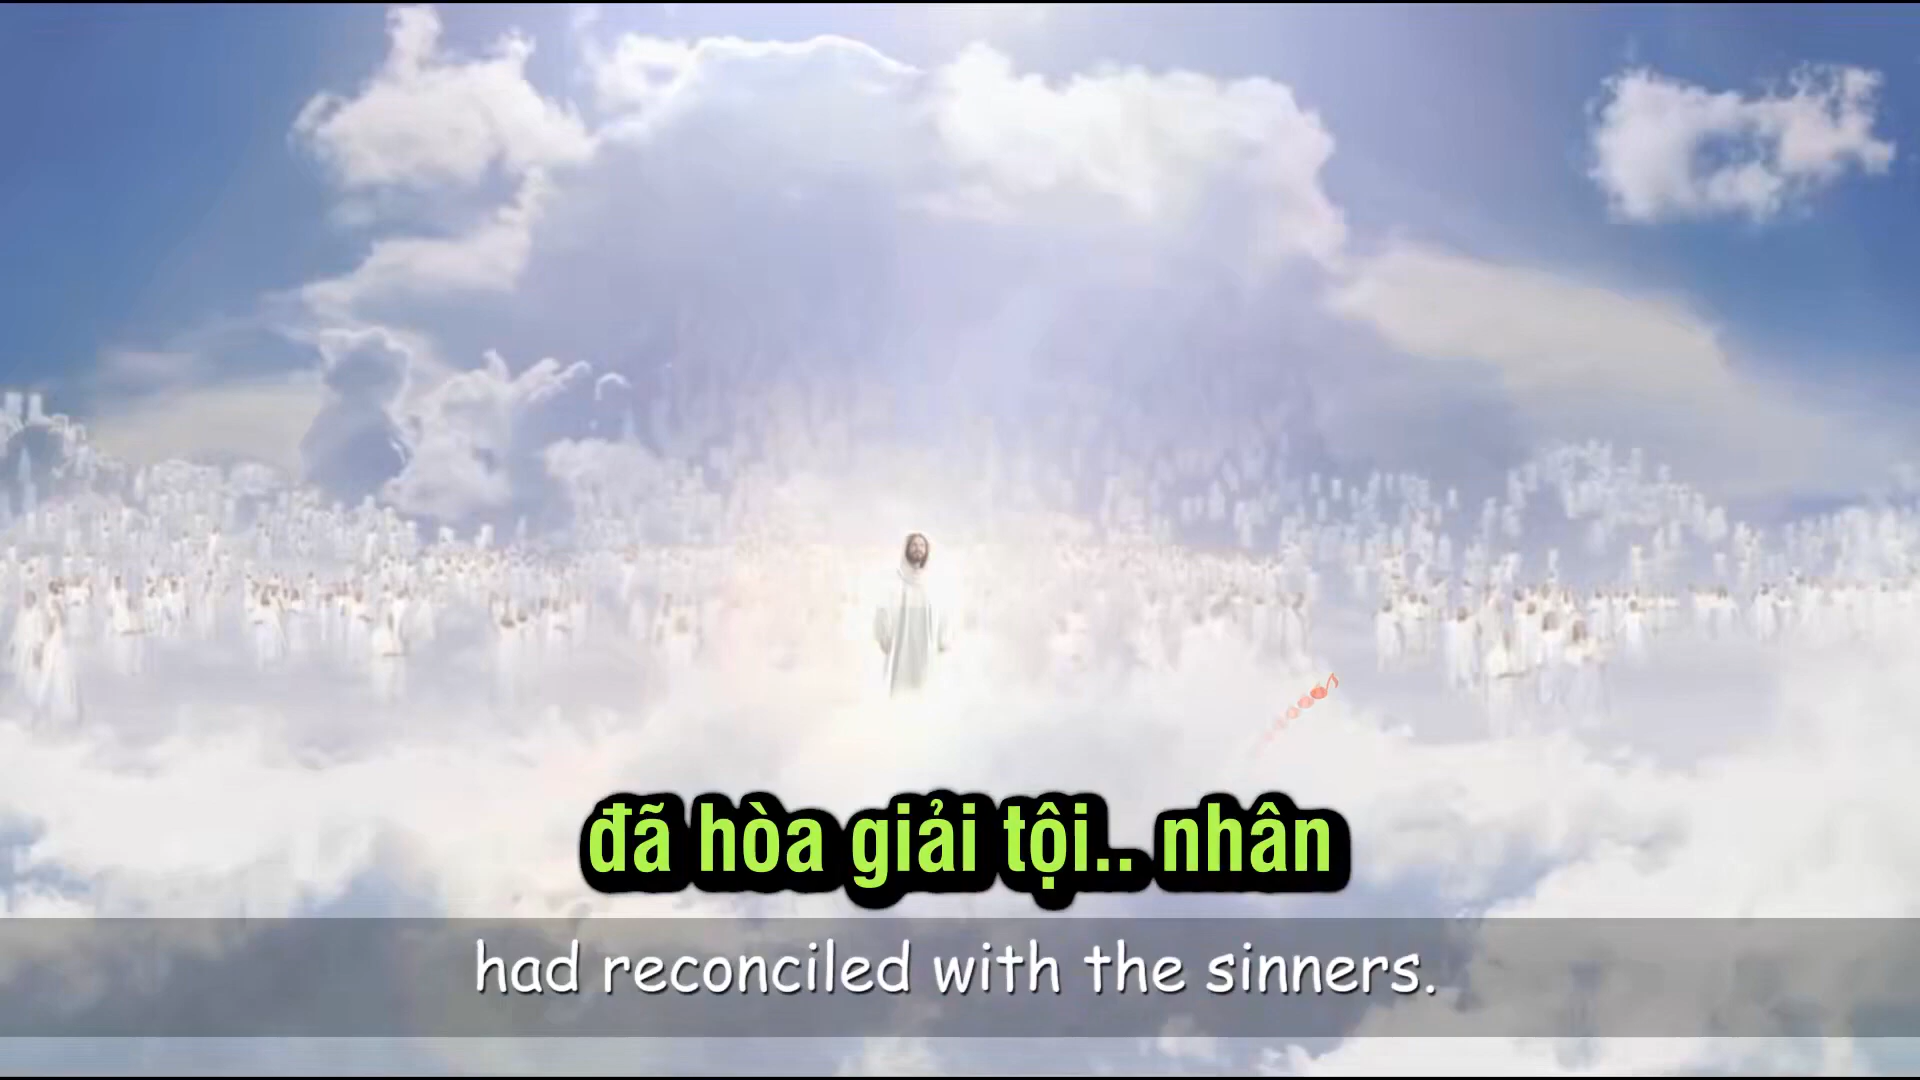 đã hòa giải tội.. nhân
had reconciled with the sinners.